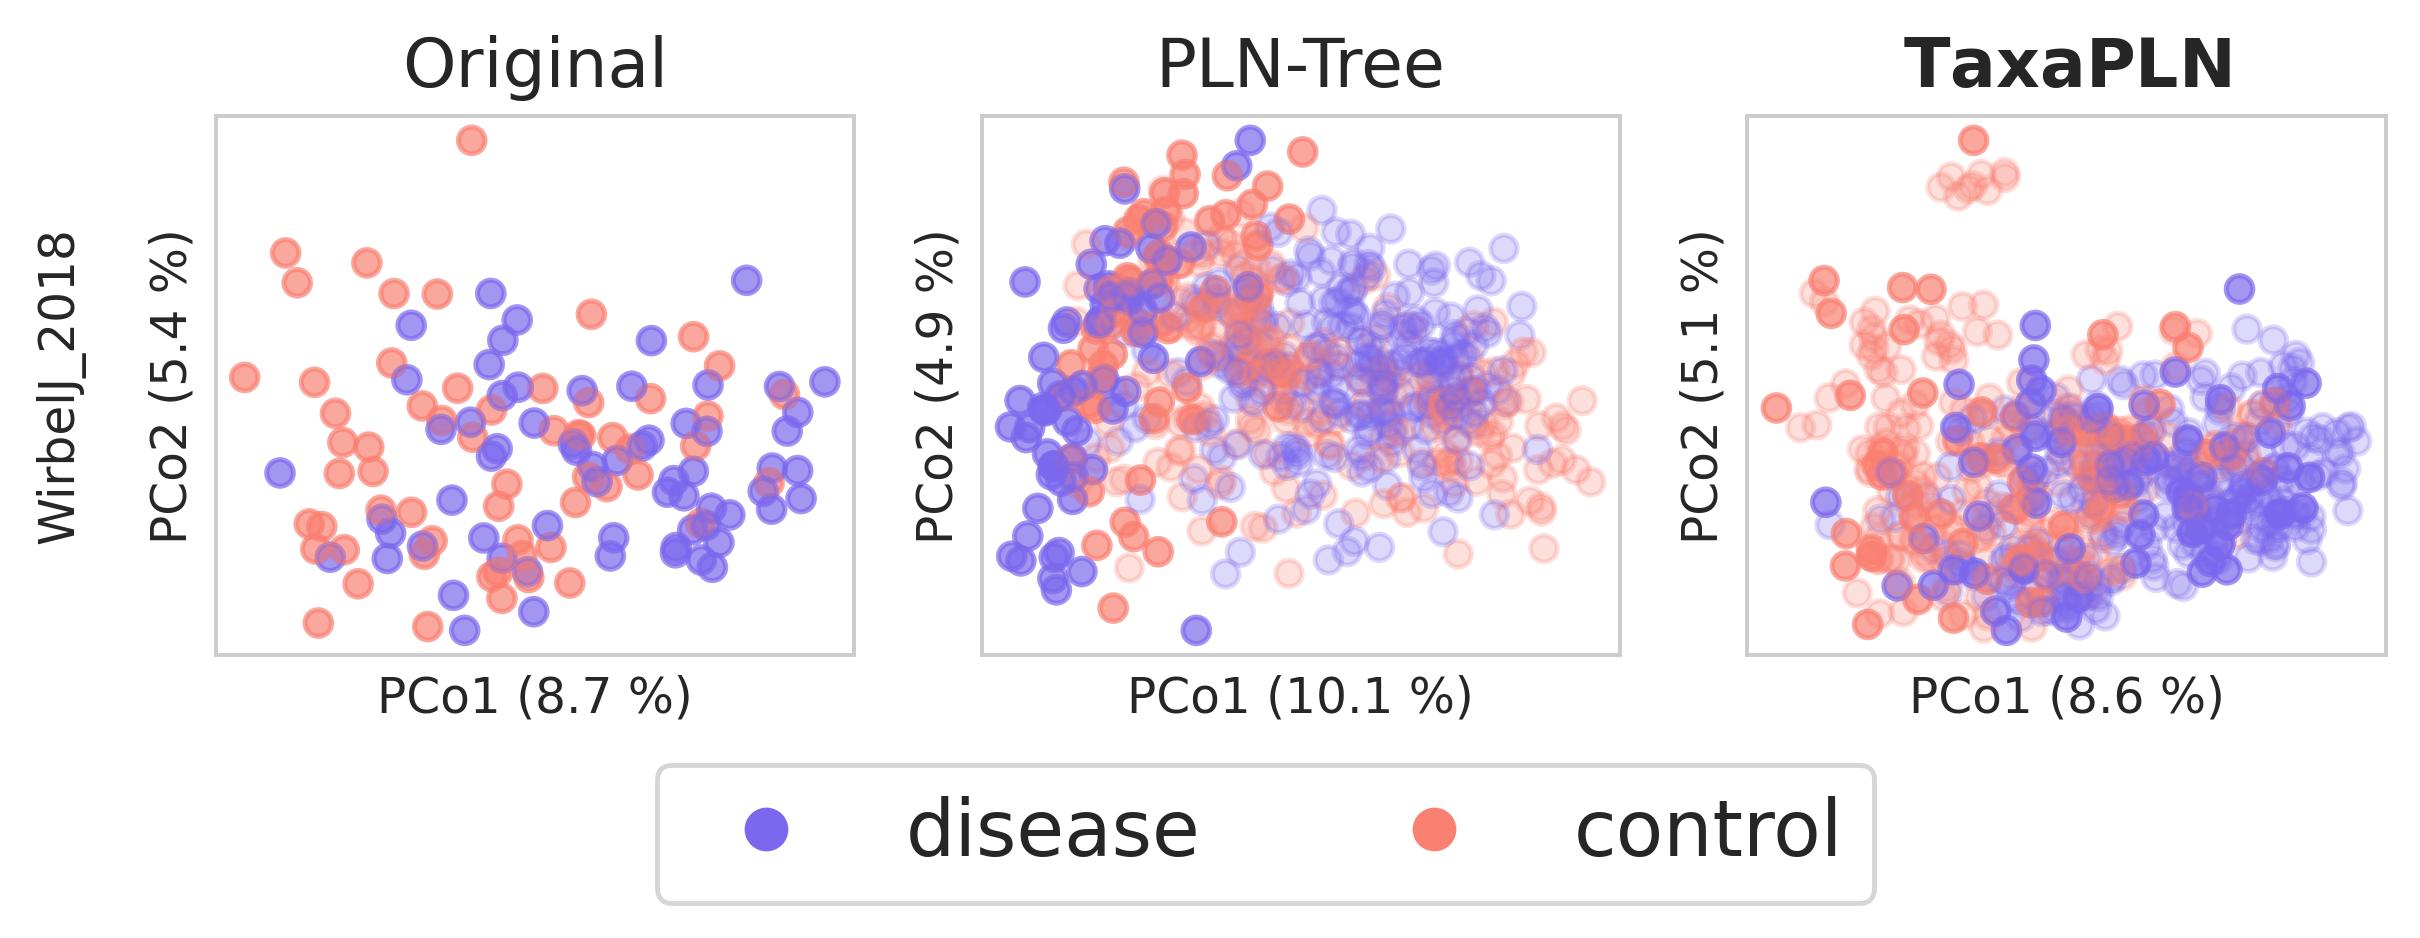 Original
PLN-Tree
TaxaPLN
WirbelJ_2018
PCo2 (5.4 %)
PCo2 (4.9 %)
PCo2 (5.1 %)
PCo1 (8.7 %)
PCo1 (10.1 %)
PCo1 (8.6 %)
disease
control